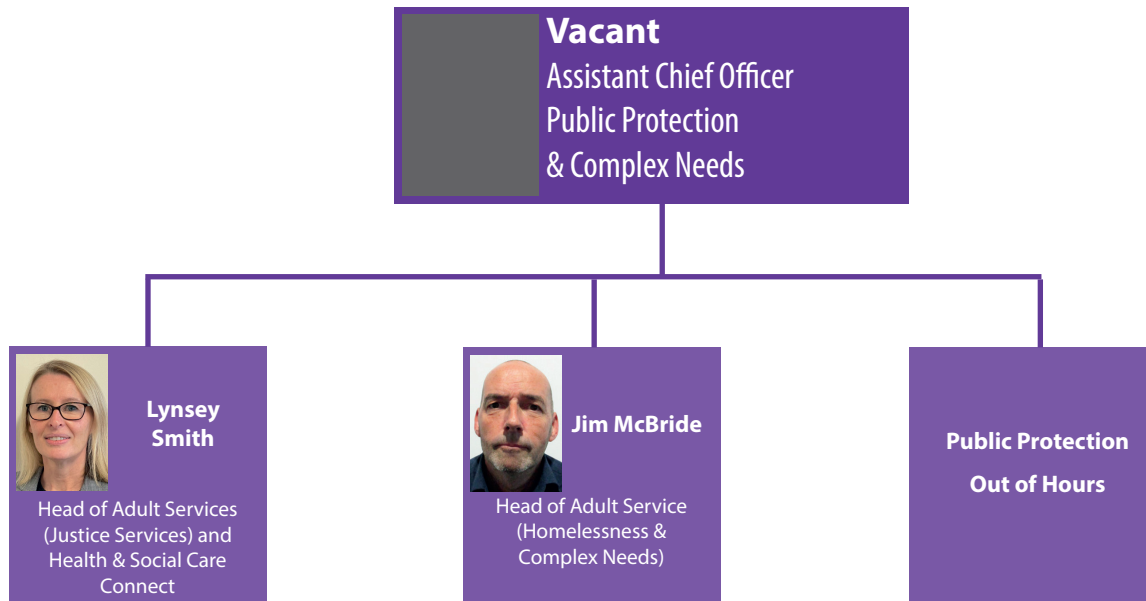 Vacant
Assistant Chief Officer
Public Protection
& Complex Needs
Lynsey
Smith
Head of Adult Services
(Justice Services) and
Health & Social Care
Connect
Jim McBride
Head of Adult Service
(Homelessness &
Complex Needs)
Public Protection
Out of Hours